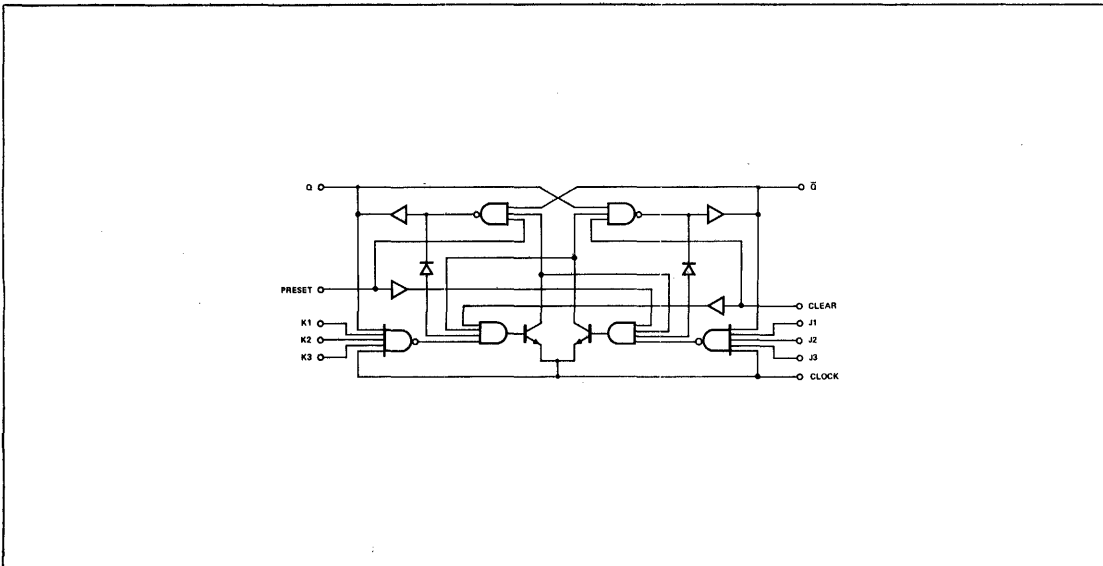 Q
Q̄
PRESET
CLEAR
K1
K2
K3
J1
J2
J3
CLOCK